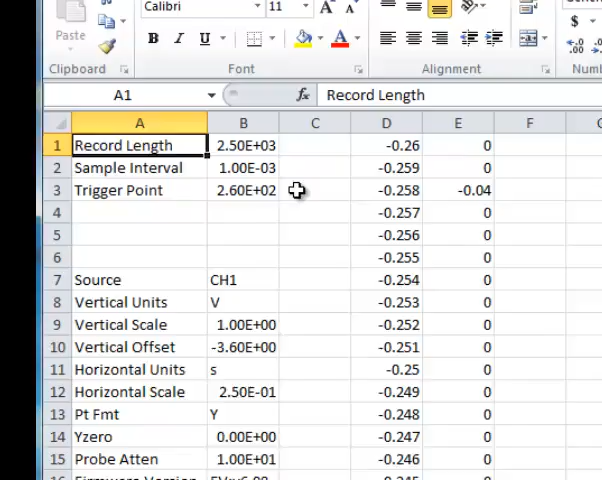 Calibri 11 A A $
Paste B I U A
Clipboard Font Alignment
A1 fx Record Length
A B C D E F
1 Record Length 2.50E+03 -0.26 0
2 Sample Interval 1.00E-03 -0.259 0
3 Trigger Point 2.60E+02 -0.258 -0.04
4 -0.257 0
5 -0.256 0
6 -0.255 0
7 Source CH1 -0.254 0
8 Vertical Units V -0.253 0
9 Vertical Scale 1.00E+00 -0.252 0
10 Vertical Offset -3.60E+00 -0.251 0
11 Horizontal Units s -0.25 0
12 Horizontal Scale 2.50E-01 -0.249 0
13 Pt Fmt Y -0.248 0
14 Yzero 0.00E+00 -0.247 0
15 Probe Atten 1.00E+01 -0.246 0